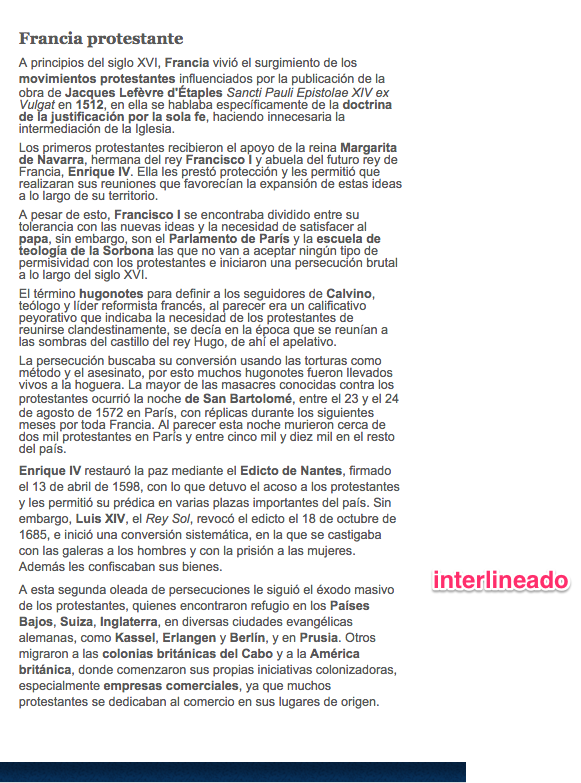 Francia protestante
A principios del siglo XVI, Francia vivió el surgimiento de los
movimientos protestantes influenciados por la publicación de la
obra de Jacques Lefèvre d'Étaples Sancti Pauli Epistolae XIV ex
Vulgat en 1512, en ella se hablaba específicamente de la doctrina
de la justificación por la sola fe, haciendo innecesaria la
intermediación de la Iglesia.
Los primeros protestantes recibieron el apoyo de la reina Margarita
de Navarra, hermana del rey Francisco I y abuela del futuro rey de
Francia, Enrique IV. Ella les prestó protección y les permitió que
realizaran sus reuniones que favorecían la expansión de estas ideas
a lo largo de su territorio.
A pesar de esto, Francisco I se encontraba dividido entre su
tolerancia con las nuevas ideas y la necesidad de satisfacer al
papa, sin embargo, son el Parlamento de París y la escuela de
teología de la Sorbona las que no van a aceptar ningún tipo de
permisividad con los protestantes e iniciaron una persecución brutal
a lo largo del siglo XVI.
El término hugonotes para definir a los seguidores de Calvino,
teólogo y líder reformista francés, al parecer era un calificativo
peyorativo que indicaba la necesidad de los protestantes de
reunirse clandestinamente, se decía en la época que se reunían a
las sombras del castillo del rey Hugo, de ahí el apelativo.
La persecución buscaba su conversión usando las torturas como
método y el asesinato, por esto muchos hugonotes fueron llevados
vivos a la hoguera. La mayor de las masacres conocidas contra los
protestantes ocurrió la noche de San Bartolomé, entre el 23 y el 24
de agosto de 1572 en París, con réplicas durante los siguientes
meses por toda Francia. Al parecer esta noche murieron cerca de
dos mil protestantes en París y entre cinco mil y diez mil en el resto
del país.
Enrique IV restauró la paz mediante el Edicto de Nantes, firmado
el 13 de abril de 1598, con lo que detuvo el acoso a los protestantes
y les permitió su prédica en varias plazas importantes del país. Sin
embargo, Luis XIV, el Rey Sol, revocó el edicto el 18 de octubre de
1685, e inició una conversión sistemática, en la que se castigaba
con las galeras a los hombres y con la prisión a las mujeres.
Además les confiscaban sus bienes.
interlineado
A esta segunda oleada de persecuciones le siguió el éxodo masivo
de los protestantes, quienes encontraron refugio en los Países
Bajos, Suiza, Inglaterra, en diversas ciudades evangélicas
alemanas, como Kassel, Erlangen y Berlín, y en Prusia. Otros
migraron a las colonias británicas del Cabo y a la América
británica, donde comenzaron sus propias iniciativas colonizadoras,
especialmente empresas comerciales, ya que muchos
protestantes se dedicaban al comercio en sus lugares de origen.